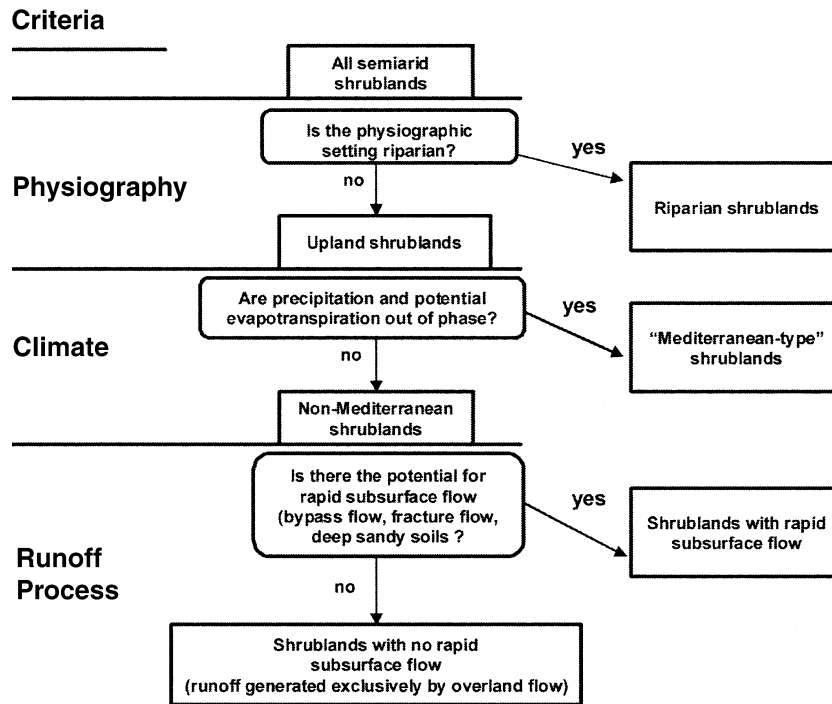 Criteria
All semiarid
shrublands
Is the physiographic
setting riparian?
yes
no
Physiography
Riparian shrublands
Upland shrublands
Are precipitation and potential
evapotranspiration out of phase?
yes
no
Climate
“Mediterranean-type”
shrublands
Non-Mediterranean
shrublands
Is there the potential for
rapid subsurface flow
(bypass flow, fracture flow,
deep sandy soils ?
yes
no
Shrublands with rapid
subsurface flow
Runoff
Process
Shrublands with no rapid
subsurface flow
(runoff generated exclusively by overland flow)